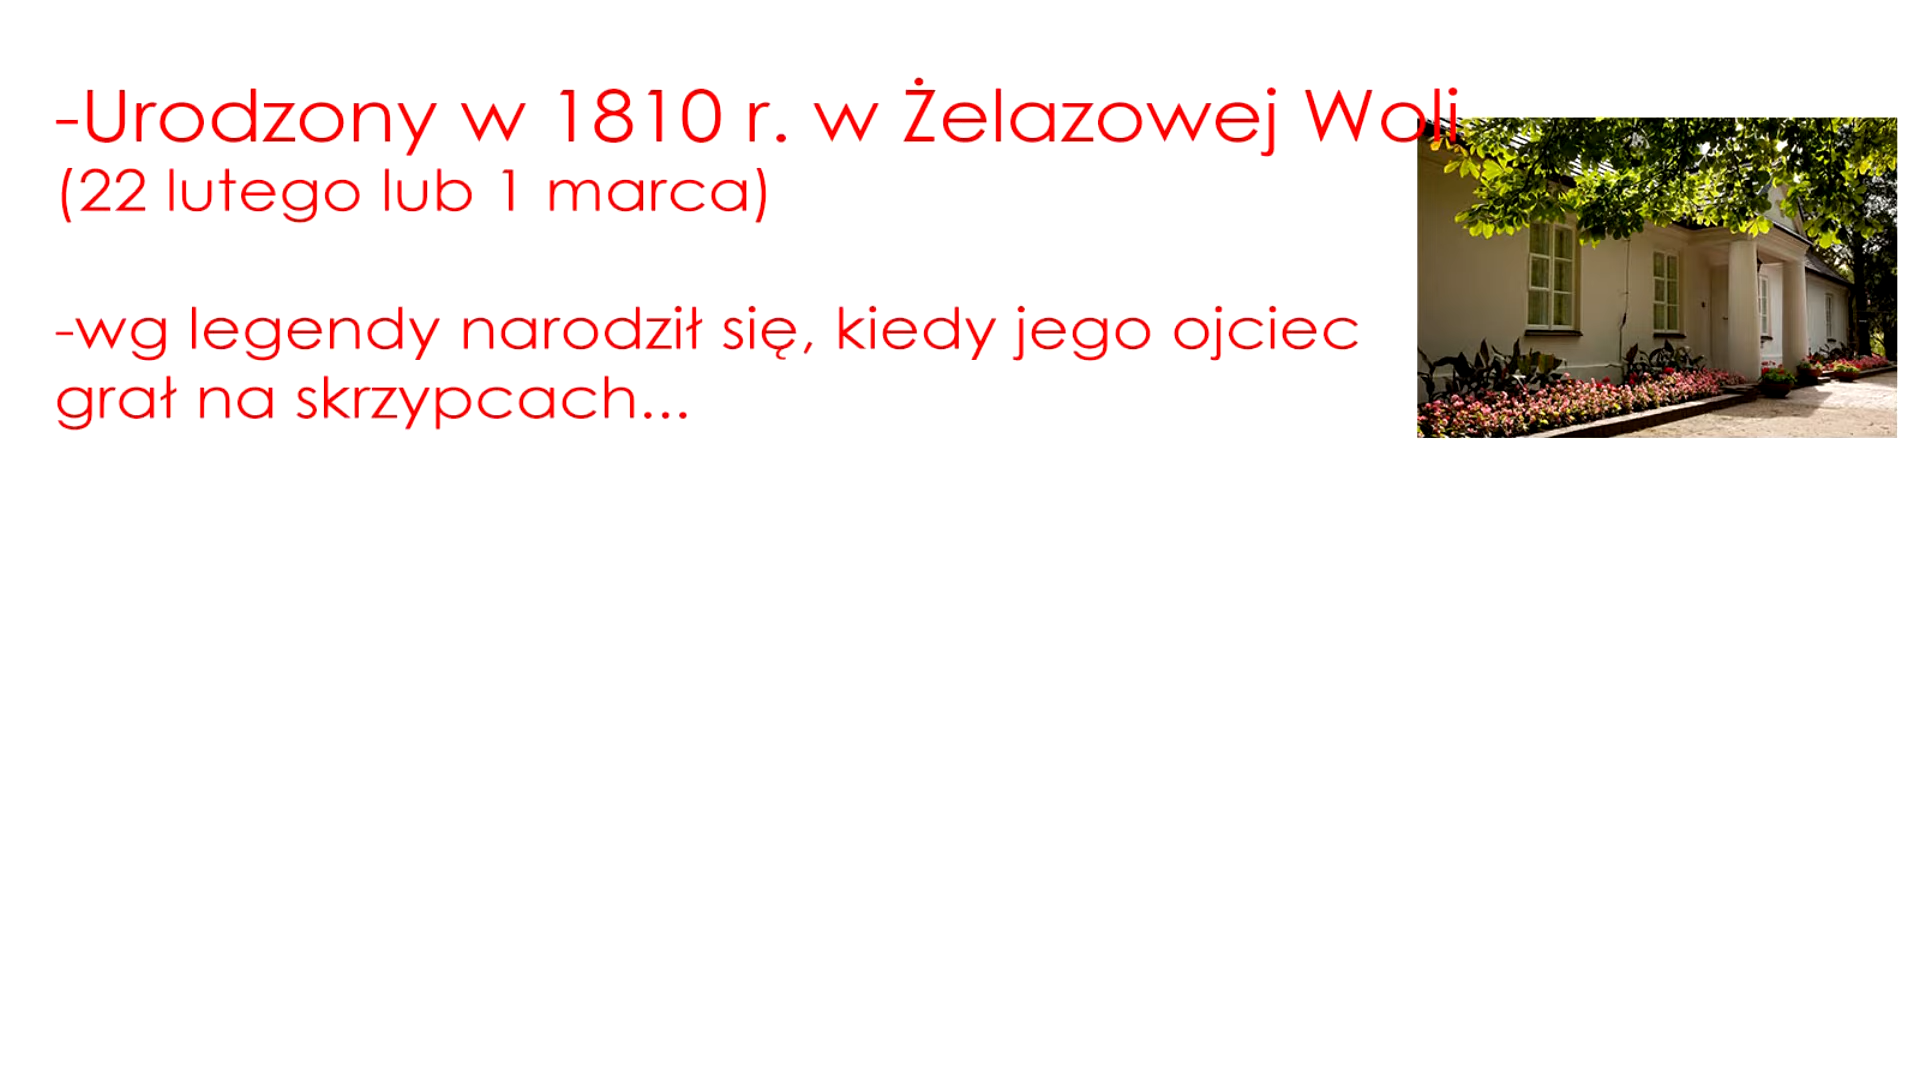 -Urodzony w 1810 r. w Żelazowej Woli
(22 lutego lub 1 marca)
-wg legendy narodził się, kiedy jego ojciec
grał na skrzypcach...